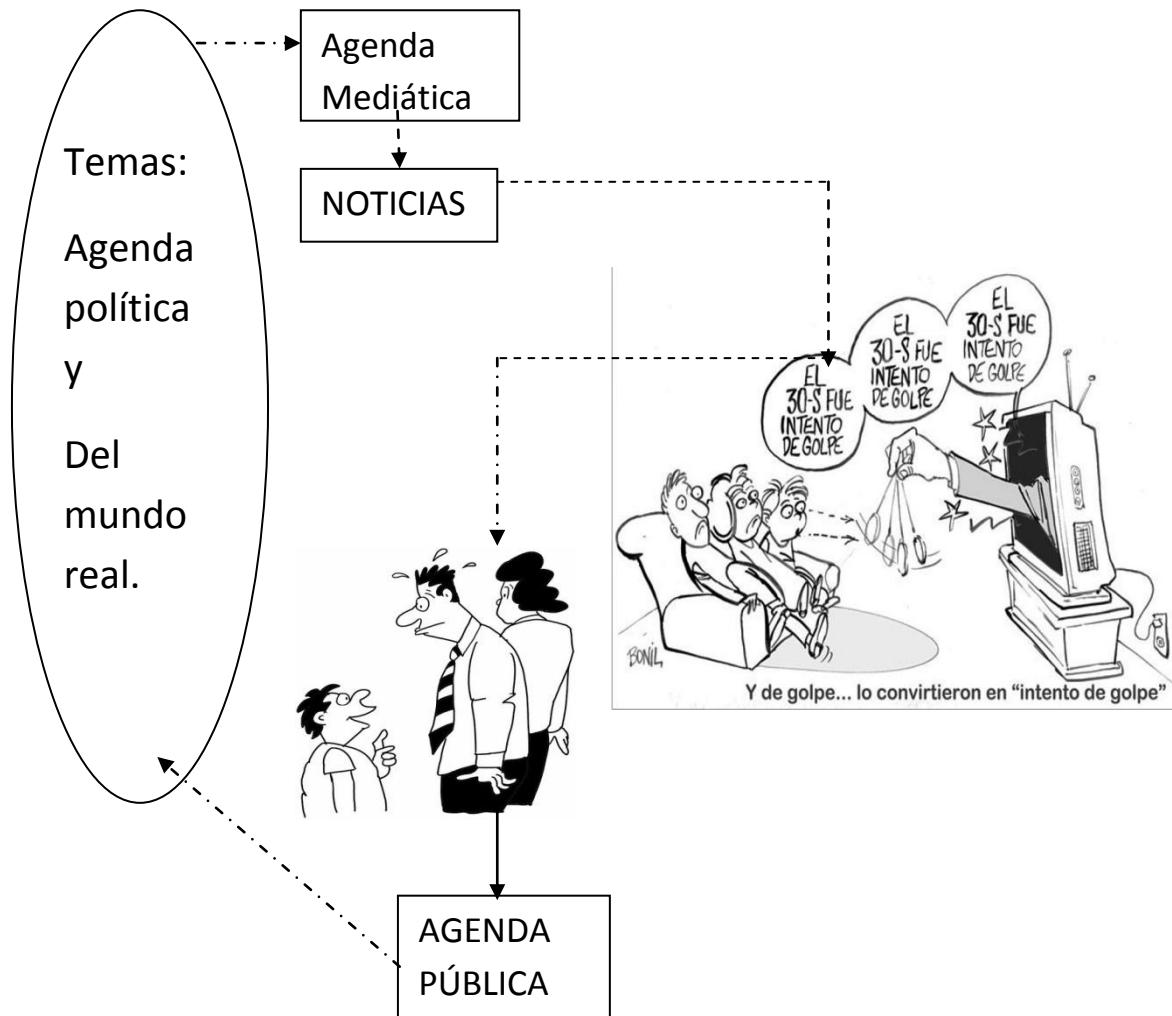 Agenda
Mediática
NOTICIAS
Temas:
Agenda
política
y
Del
mundo
real.
EL
30-S FUE
INTENTO
DE GOLPE
EL
30-S FUE
INTENTO
DE GOLPE
EL
30-S FUE
INTENTO
DE GOLPE
BONIL
Y de golpe... lo convirtieron en “intento de golpe”
AGENDA
PÚBLICA